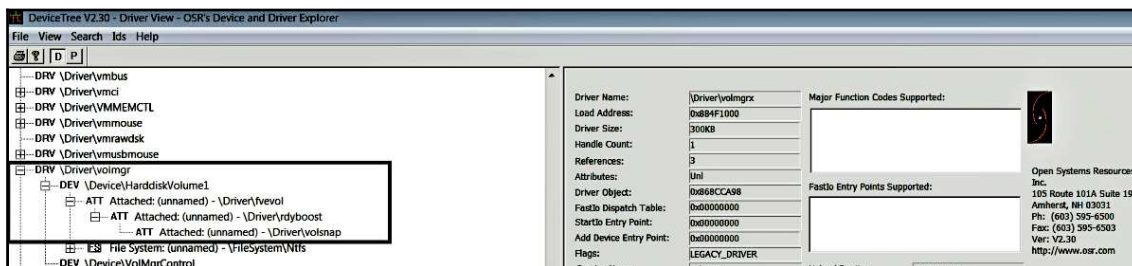 DeviceTree V2.30 - Driver View - OSR's Device and Driver Explorer
File View Search Ids Help
D P
DRV \Driver\vmbus
DRV \Driver\vmci
DRV \Driver\VMMEMCTL
DRV \Driver\vmmouse
DRV \Driver\vmrawdsk
DRV \Driver\vmusbmouse
DRV \Driver\volmgr
DEV \Device\HarddiskVolume1
ATT Attached: (unnamed) - \Driver\fvevol
ATT Attached: (unnamed) - \Driver\rdyboost
ATT Attached: (unnamed) - \Driver\volsnap
FS File System: (unnamed) - \FileSystem\Ntfs
DEV \Device\VolMgrControl
Driver Name: \Driver\volmgrx
Load Address: 0x884F1000
Driver Size: 300KB
Handle Count: 1
References: 3
Attributes: Uni
Driver Object: 0x868CCA98
FastIo Dispatch Table: 0x00000000
StartIo Entry Point: 0x00000000
Add Device Entry Point: 0x00000000
Flags: LEGACY_DRIVER
Major Function Codes Supported:
FastIo Entry Points Supported:
Open Systems Resources
Inc.
105 Route 101A Suite 19
Amherst, NH 03031
Ph: (603) 595-6500
Fax: (603) 595-6503
Ver: V2.30
http://www.osr.com